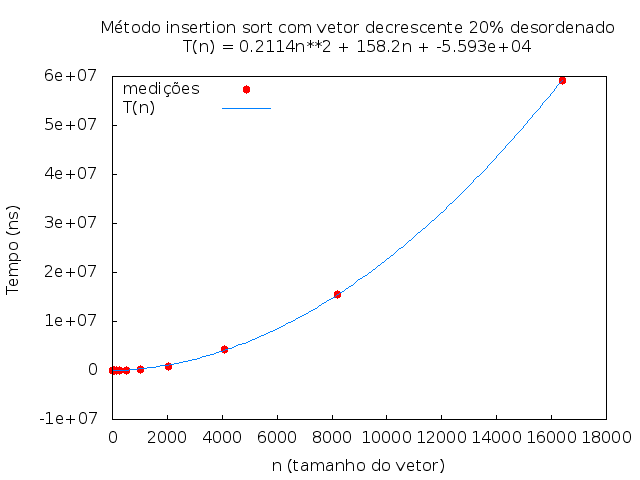 Método insertion sort com vetor decrescente 20% desordenado
T(n) = 0.2114n**2 + 158.2n + -5.593e+04
medições
T(n)
6e+07
5e+07
4e+07
3e+07
2e+07
1e+07
0
-1e+07
Tempo (ns)
0 2000 4000 6000 8000 10000 12000 14000 16000 18000
n (tamanho do vetor)